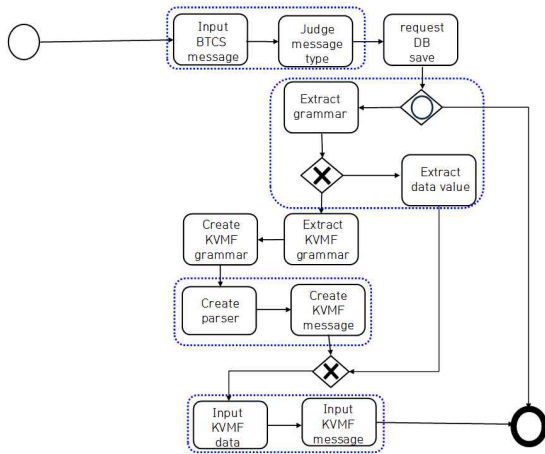 Input
BTCS
message
Judge
message
type
request
DB
save
Extract
grammar
Extract
data value
Create
KVMF
grammar
Extract
KVMF
grammar
Create
parser
Create
KVMF
message
Input
KVMF
data
Input
KVMF
message